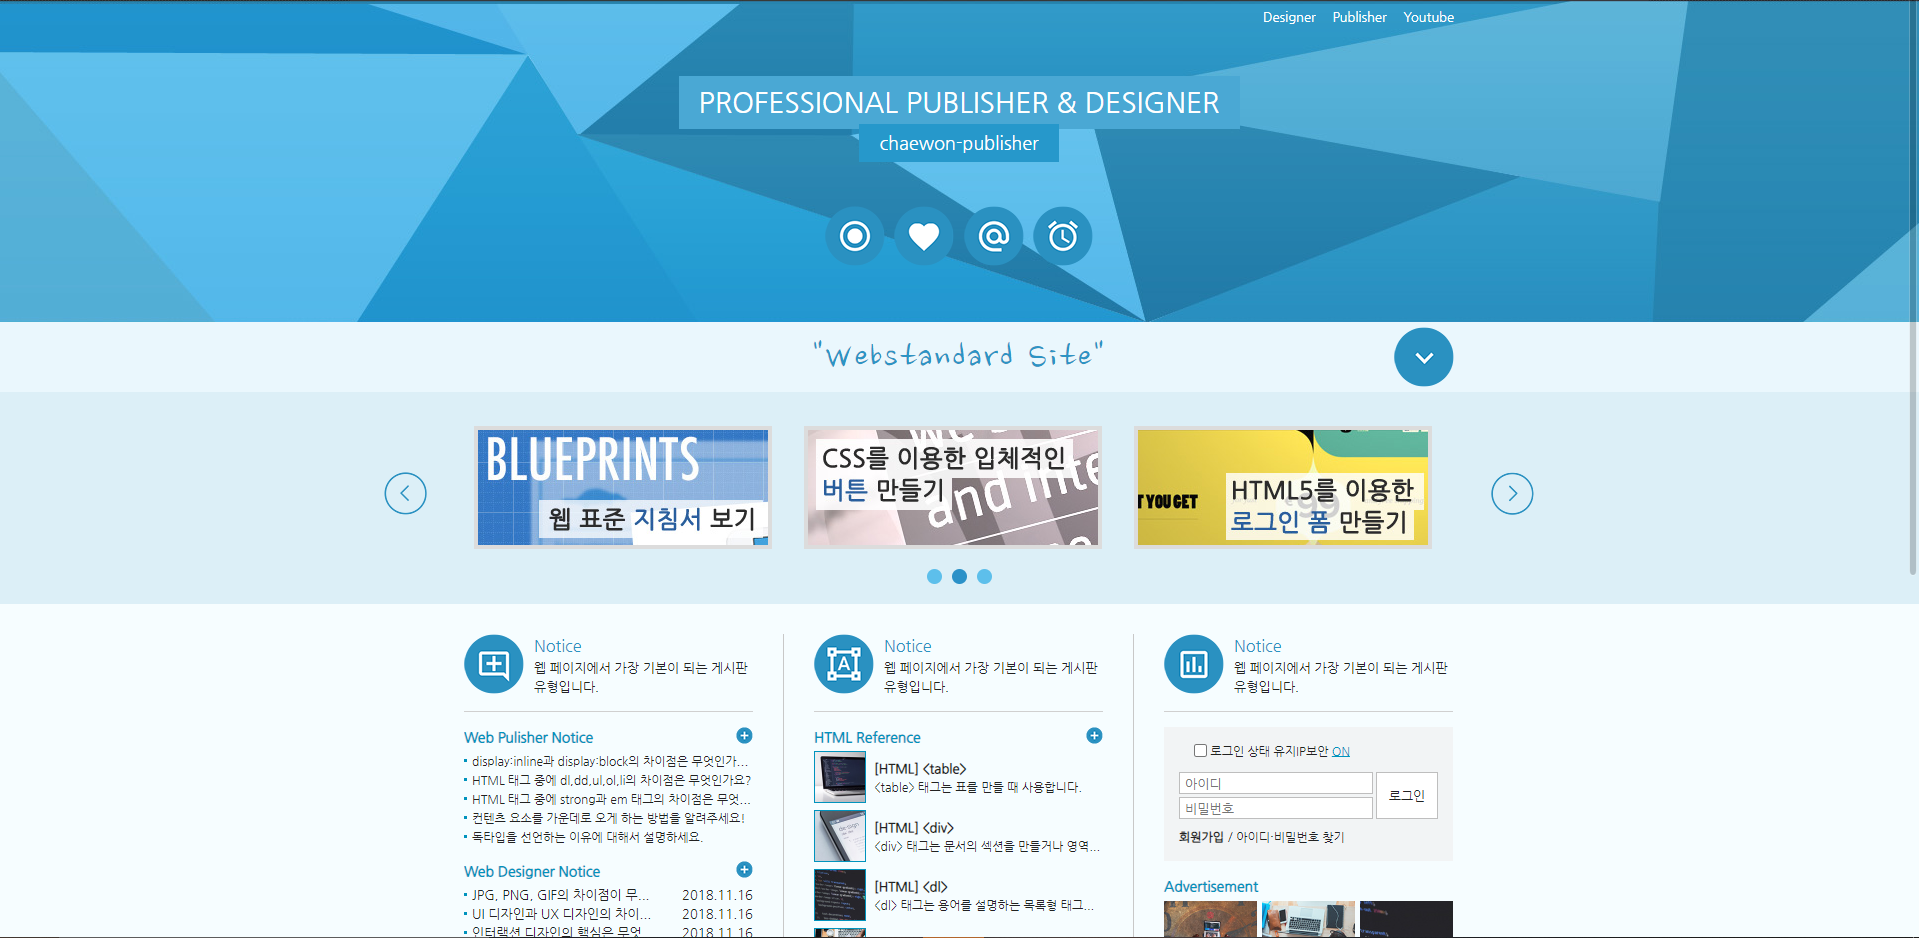 Designer Publisher Youtube
PROFESSIONAL PUBLISHER & DESIGNER
chaewon-publisher
"Webstandard Site"
BLUEPRINTS
웹 표준 지침서 보기
CSS를 이용한 입체적인
버튼 만들기
and inte
T YOU GET
HTML5를 이용한
99
로그인 폼 만들기
Notice
웹 페이지에서 가장 기본이 되는 게시판
유형입니다.
Web Pulisher Notice
display:inline과 display:block의 차이점은 무엇인가...
HTML 태그 중에 dl,dd,ul,ol,li의 차이점은 무엇인가요?
HTML 태그 중에 strong과 em 태그의 차이점은 무엇...
컨텐츠 요소를 가운데로 오게 하는 방법을 알려주세요!
독타입을 선언하는 이유에 대해서 설명하세요.
Web Designer Notice
JPG, PNG, GIF의 차이점이 무... 2018.11.16
UI 디자인과 UX 디자인의 차이... 2018.11.16
인터랙션 디자인의 핵심은 무엇 2018.11.16
Notice
웹 페이지에서 가장 기본이 되는 게시판
유형입니다.
HTML Reference
[HTML] <table>
<table> 태그는 표를 만들 때 사용합니다.
[HTML] <div>
<div> 태그는 문서의 섹션을 만들거나 영역...
[HTML] <dl>
<dl> 태그는 용어를 설명하는 목록형 태그...
Notice
웹 페이지에서 가장 기본이 되는 게시판
유형입니다.
로그인 상태 유지IP보안 ON
아이디
비밀번호
로그인
회원가입 / 아이디·비밀번호 찾기
Advertisement